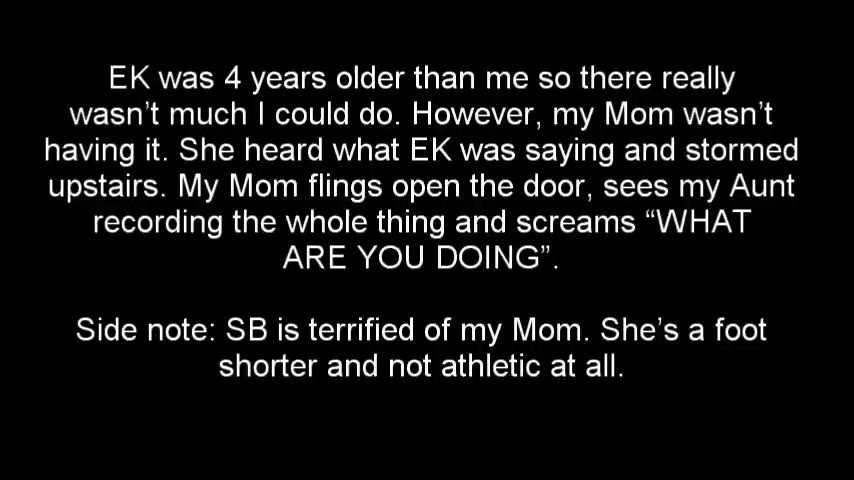 EK was 4 years older than me so there really
wasn’t much I could do. However, my Mom wasn’t
having it. She heard what EK was saying and stormed
upstairs. My Mom flings open the door, sees my Aunt
recording the whole thing and screams “WHAT
ARE YOU DOING”.
Side note: SB is terrified of my Mom. She’s a foot
shorter and not athletic at all.